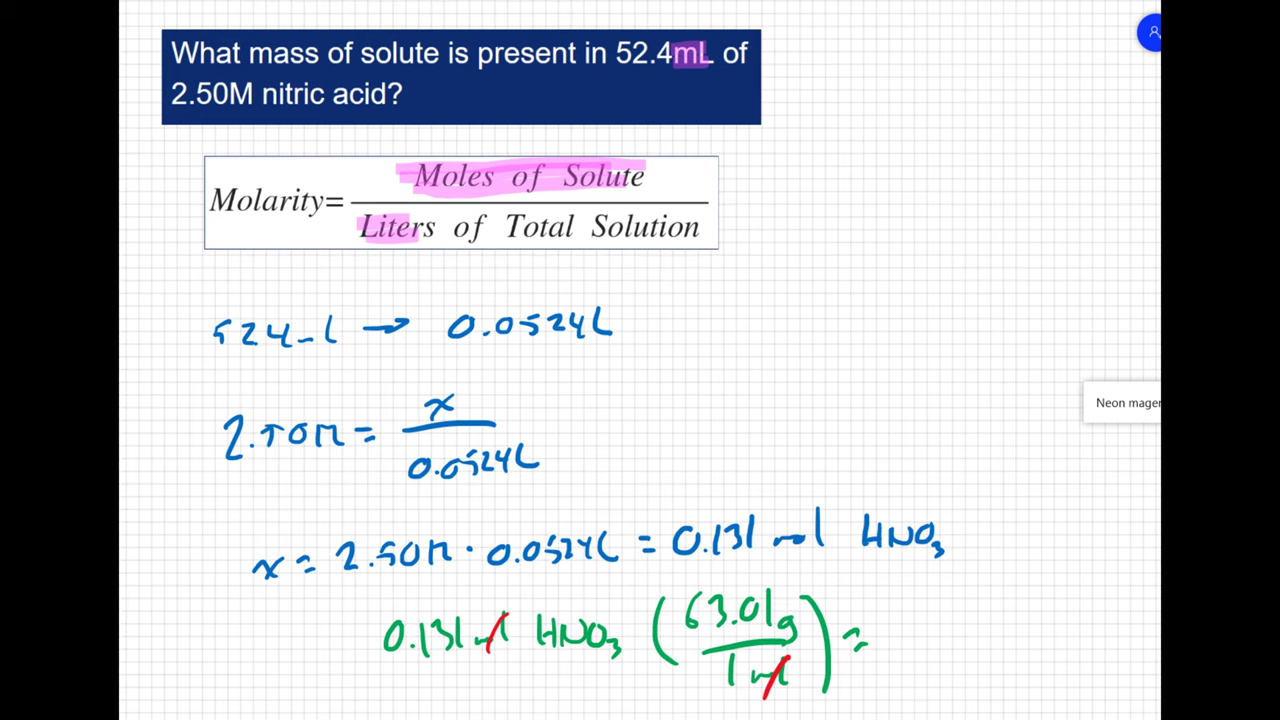 What mass of solute is present in 52.4mL of
2.50M nitric acid?
Molarity= Moles of Solute
Liters of Total Solution
52.4mL → 0.0524L
Neon mager
2.50M = x
0.0524L
x = 2.50M · 0.0524L = 0.131 mol HNO3
0.131 mol HNO3 (63.01g
1 mol) =